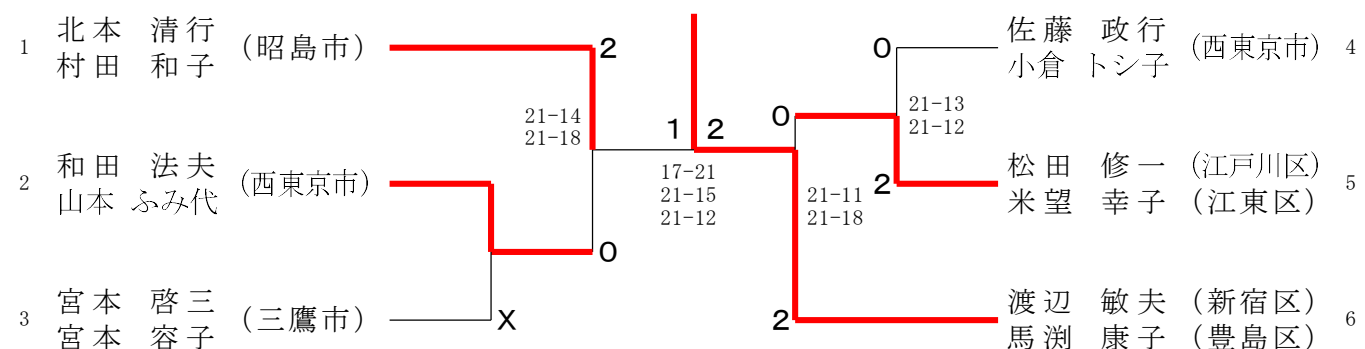 1 北本 清行 (昭島市)
村田 和子
2
21-14
21-18
2 和田 法夫 (西東京市)
山本 ふみ代
0
3 宮本 啓三 (三鷹市)
宮本 容子
X
1 2
17-21
21-15
21-12
0
佐藤 政行 (西東京市) 4
小倉 トシ子
21-13
21-12
0
2
松田 修一 (江戸川区) 5
米望 幸子 (江東区)
21-11
21-18
2
渡辺 敏夫 (新宿区) 6
馬渕 康子 (豊島区)